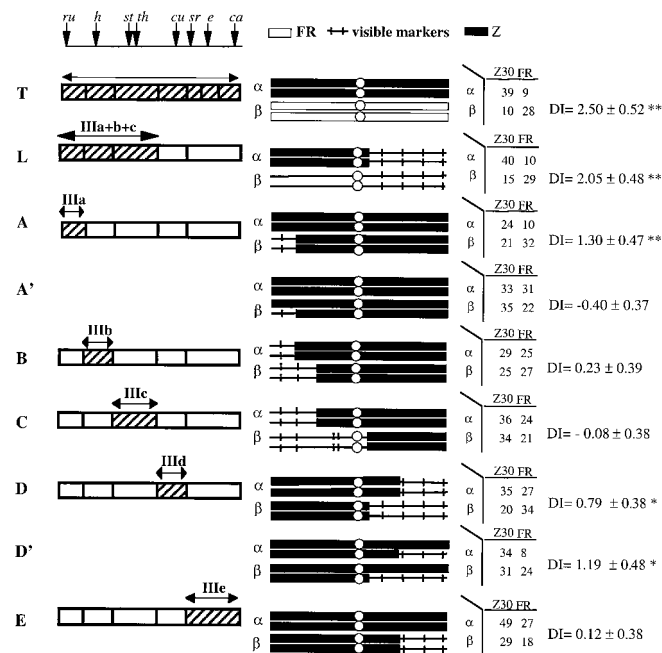 ru h st th cu sr e ca
FR visible markers Z
Z30 FR
T α 39 9
β 10 28 DI= 2.50 ± 0.52 **
IIIa+b+c
Z30 FR
L α 40 10
β 15 29 DI= 2.05 ± 0.48 **
IIIa
Z30 FR
A α 24 10
β 21 32 DI= 1.30 ± 0.47 **
Z30 FR
A' α 33 31
β 35 22 DI= -0.40 ± 0.37
IIIb
Z30 FR
B α 29 25
β 25 27 DI= 0.23 ± 0.39
IIIc
Z30 FR
C α 36 24
β 34 21 DI= - 0.08 ± 0.38
IIId
Z30 FR
D α 35 27
β 20 34 DI= 0.79 ± 0.38 *
Z30 FR
D' α 34 8
β 31 24 DI= 1.19 ± 0.48 *
IIIe
Z30 FR
E α 49 27
β 29 18 DI= 0.12 ± 0.38